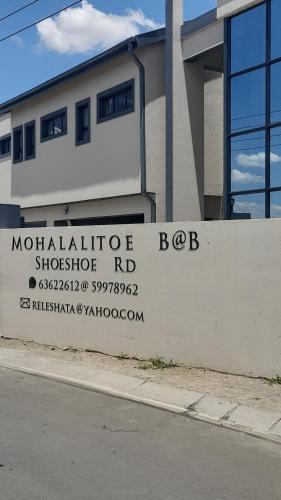 MOHALALITOE B@B
SHOESHOE RD
63622612@ 59978962
RELESHATA@YAHOO.COM